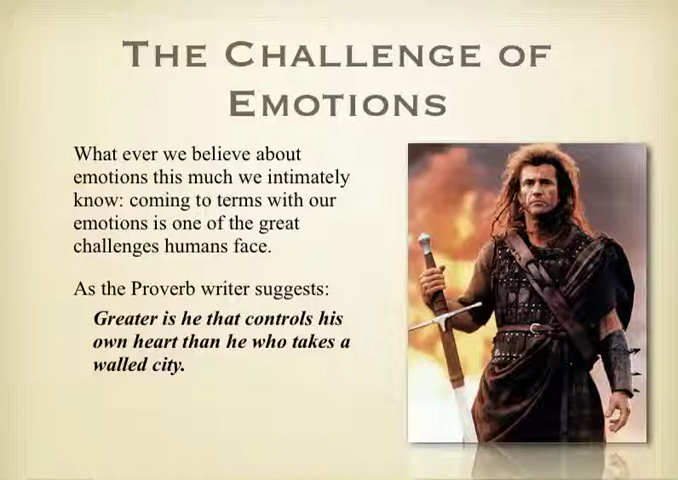 The Challenge of
Emotions
What ever we believe about
emotions this much we intimately
know: coming to terms with our
emotions is one of the great
challenges humans face.
As the Proverb writer suggests:
Greater is he that controls his
own heart than he who takes a
walled city.